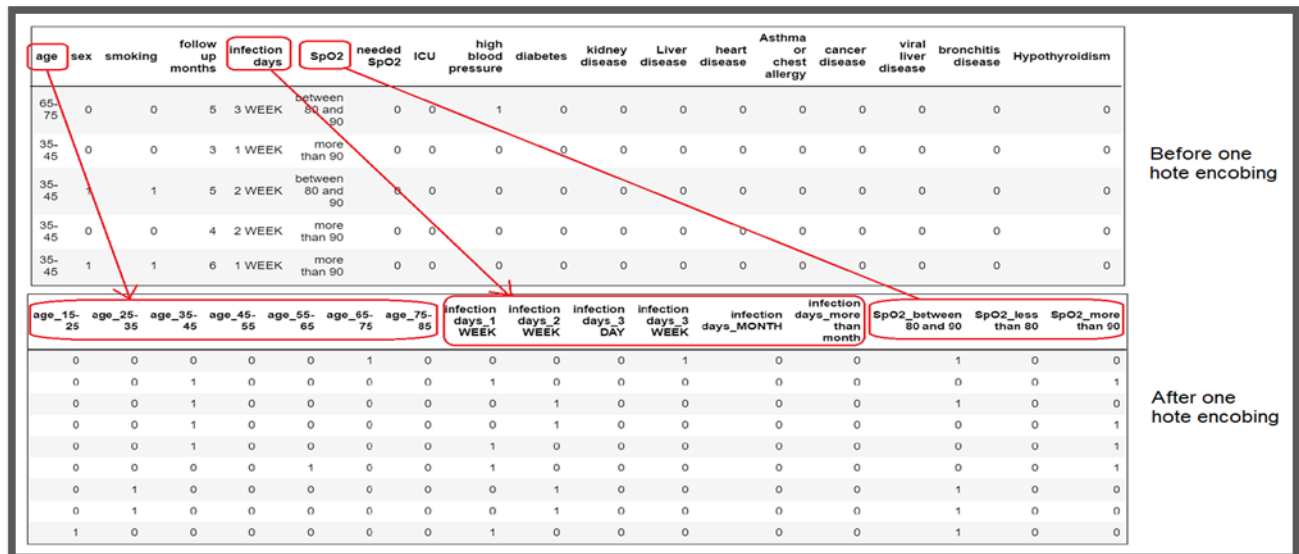 age sex smoking follow up months infection days SpO2 needed SpO2 ICU high blood pressure diabetes kidney disease Liver disease heart disease Asthma or chest allergy cancer disease viral liver disease bronchitis disease Hypothyroidism
65-75 0 0 5 3 WEEK between 80 and 90 0 0 1 0 0 0 0 0 0 0 0 0
35-45 0 0 3 1 WEEK more than 90 0 0 0 0 0 0 0 0 0 0 0 0
35-45 1 1 5 2 WEEK between 80 and 90 0 0 0 0 0 0 0 0 0 0 0 0
35-45 0 0 4 2 WEEK more than 90 0 0 0 0 0 0 0 0 0 0 0 0
35-45 1 1 6 1 WEEK more than 90 0 0 0 0 0 0 0 0 0 0 0 0
Before one
hote encobing
age_15-25 age_25-35 age_35-45 age_45-55 age_55-65 age_65-75 age_75-85 infection days_1 WEEK infection days_2 WEEK infection days_3 DAY infection days_3 WEEK infection days_MONTH infection days_more than month SpO2_between 80 and 90 SpO2_less than 80 SpO2_more than 90
0 0 0 0 0 1 0 0 0 0 1 0 0 1 0 0
0 0 1 0 0 0 0 1 0 0 0 0 0 0 0 1
0 0 1 0 0 0 0 0 1 0 0 0 0 1 0 0
0 0 1 0 0 0 0 0 1 0 0 0 0 0 0 1
0 0 1 0 0 0 0 1 0 0 0 0 0 0 0 1
0 0 0 0 1 0 0 1 0 0 0 0 0 0 0 1
0 1 0 0 0 0 0 0 1 0 0 0 0 1 0 0
0 1 0 0 0 0 0 0 1 0 0 0 0 1 0 0
1 0 0 0 0 0 0 1 0 0 0 0 0 1 0 0
After one
hote encobing